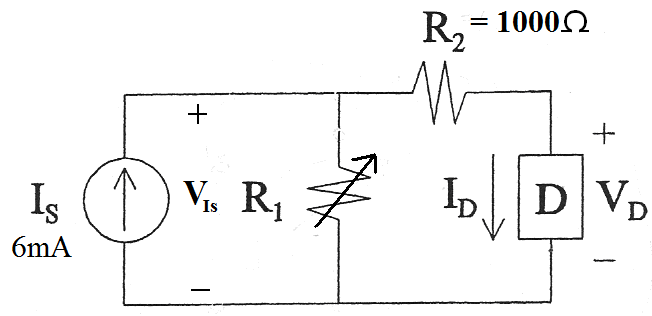 R2 = 1000Ω
+
+
IS
VIs
R1
ID
D
VD
6mA
−
−